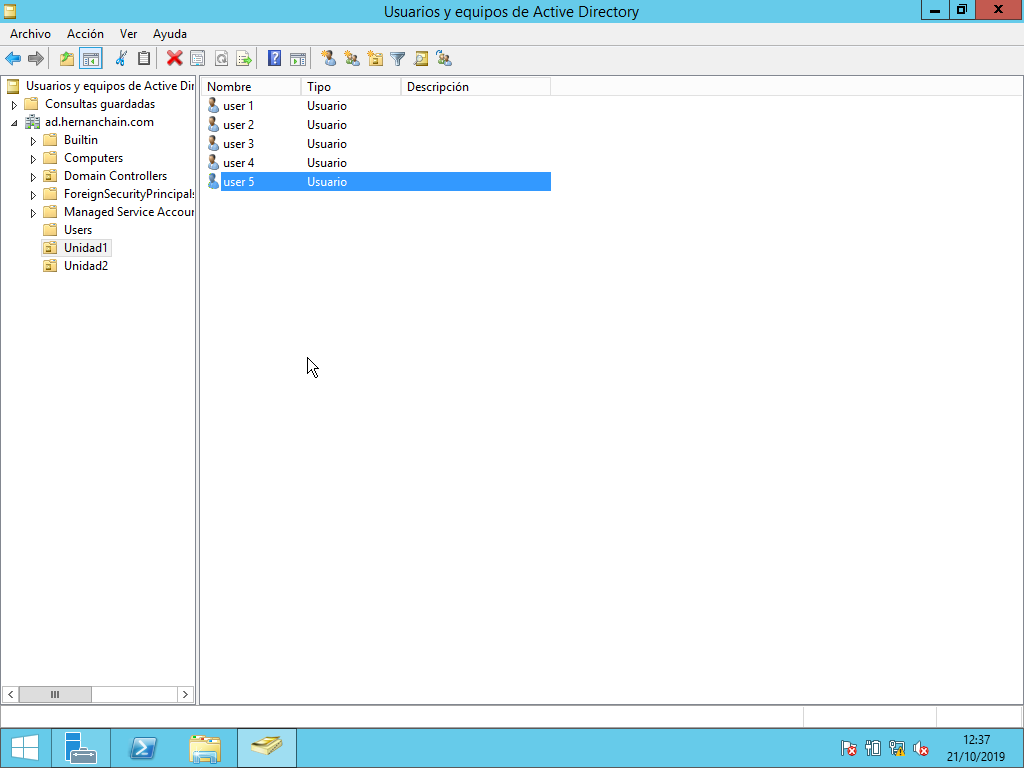 Usuarios y equipos de Active Directory
Archivo Acción Ver Ayuda
Usuarios y equipos de Active Dir
Consultas guardadas
ad.hernanchain.com
Builtin
Computers
Domain Controllers
ForeignSecurityPrincipals
Managed Service Accoun
Users
Unidad1
Unidad2
Nombre Tipo Descripción
user 1 Usuario
user 2 Usuario
user 3 Usuario
user 4 Usuario
user 5 Usuario
12:37
21/10/2019